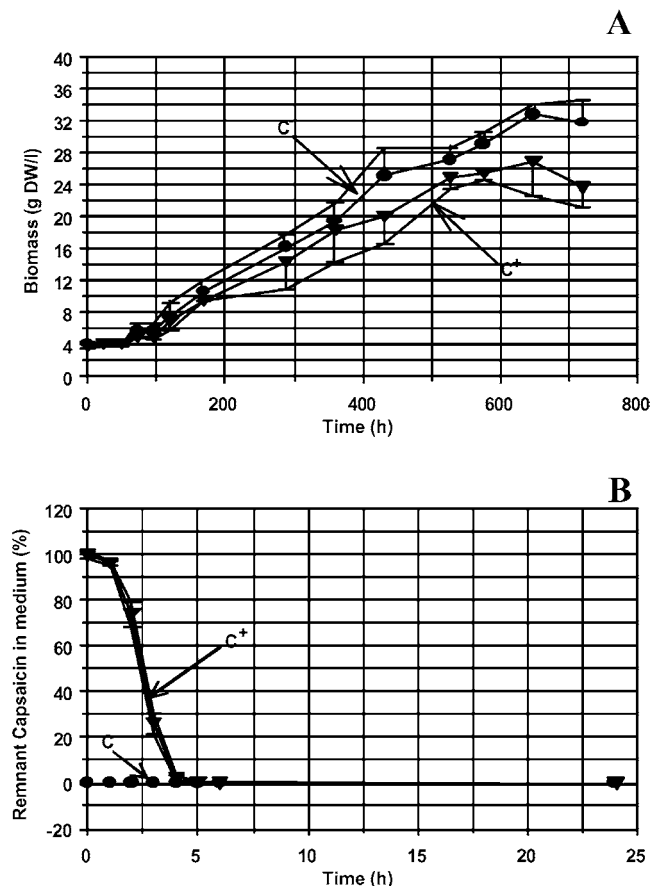 A
40
36
32
28
24
20
16
12
8
4
0
Biomass (g DW/l)
C
C+
0 200 400 600 800
Time (h)
B
120
100
80
60
40
20
0
-20
Remnant Capsaicin in medium (%)
C+
C
0 5 10 15 20 25
Time (h)